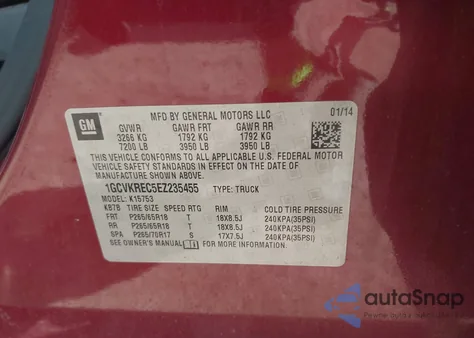 GM
MFD BY GENERAL MOTORS LLC
01/14
GVWR GAWR FRT GAWR RR
3266 KG 1792 KG 1792 KG
7200 LB 3950 LB 3950 LB
THIS VEHICLE CONFORMS TO ALL APPLICABLE U.S. FEDERAL MOTOR
VEHICLE SAFETY STANDARDS IN EFFECT ON THE DATE OF
MANUFACTURE SHOWN ABOVE.
1GCVKREC5EZ235455 TYPE: TRUCK
MODEL: K15753
K87B TIRE SIZE SPEED RTG RIM COLD TIRE PRESSURE
FRT P265/65R18 T 18X8.5J 240KPA(35PSI)
RR P265/65R18 T 18X8.5J 240KPA(35PSI)
SPA P265/70R17 S 17X7.5J 240KPA(35PSI)
SEE OWNER'S MANUAL FOR MORE INFORMATION.
autoSnap